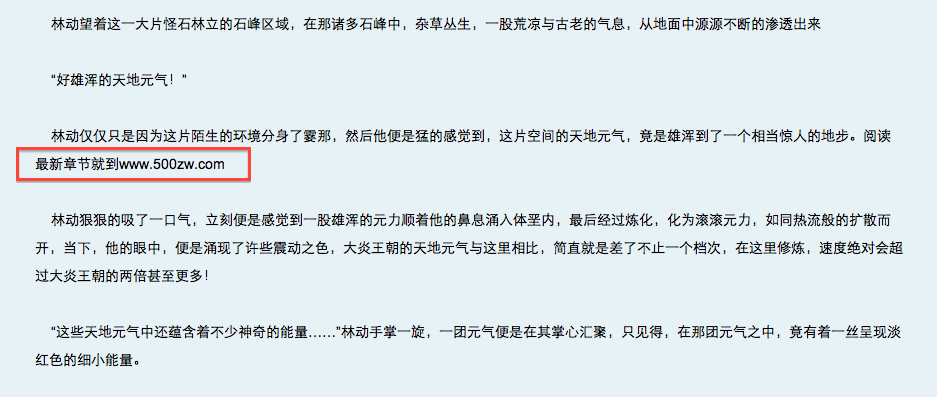 林动望着这一大片怪石林立的石峰区域，在那诸多石峰中，杂草丛生，一股荒凉与古老的气息，从地面中源源不断的渗透出来
“好雄浑的天地元气！”
林动仅仅只是因为这片陌生的环境分身了霎那，然后他便是猛的感觉到，这片空间的天地元气，竟是雄浑到了一个相当惊人的地步。阅读
最新章节就到www.500zw.com
林动狠狠的吸了一口气，立刻便是感觉到一股雄浑的元力顺着他的鼻息涌入体内，最后经过炼化，化为滚滚元力，如同热流般的扩散而
开，当下，他的眼中，便是涌现了许些震动之色，大炎王朝的天地元气与这里相比，简直就是差了不止一个档次，在这里修炼，速度绝对会超
过大炎王朝的两倍甚至更多！
“这些天地元气中还蕴含着不少神奇的能量……”林动手掌一旋，一团元气便是在其掌心汇聚，只见得，在那团元气之中，竟有着一丝呈现淡
红色的细小能量。